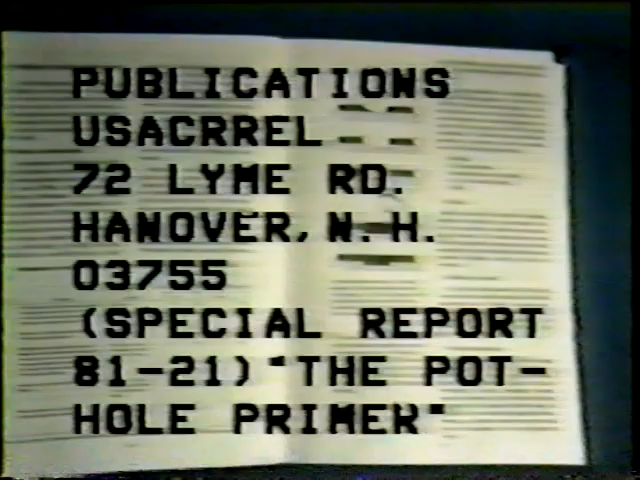 PUBLICATIONS
USACRREL
72 LYME RD.
HANOVER, N.H.
03755
(SPECIAL REPORT
81-21) "THE POT-
HOLE PRIMER"